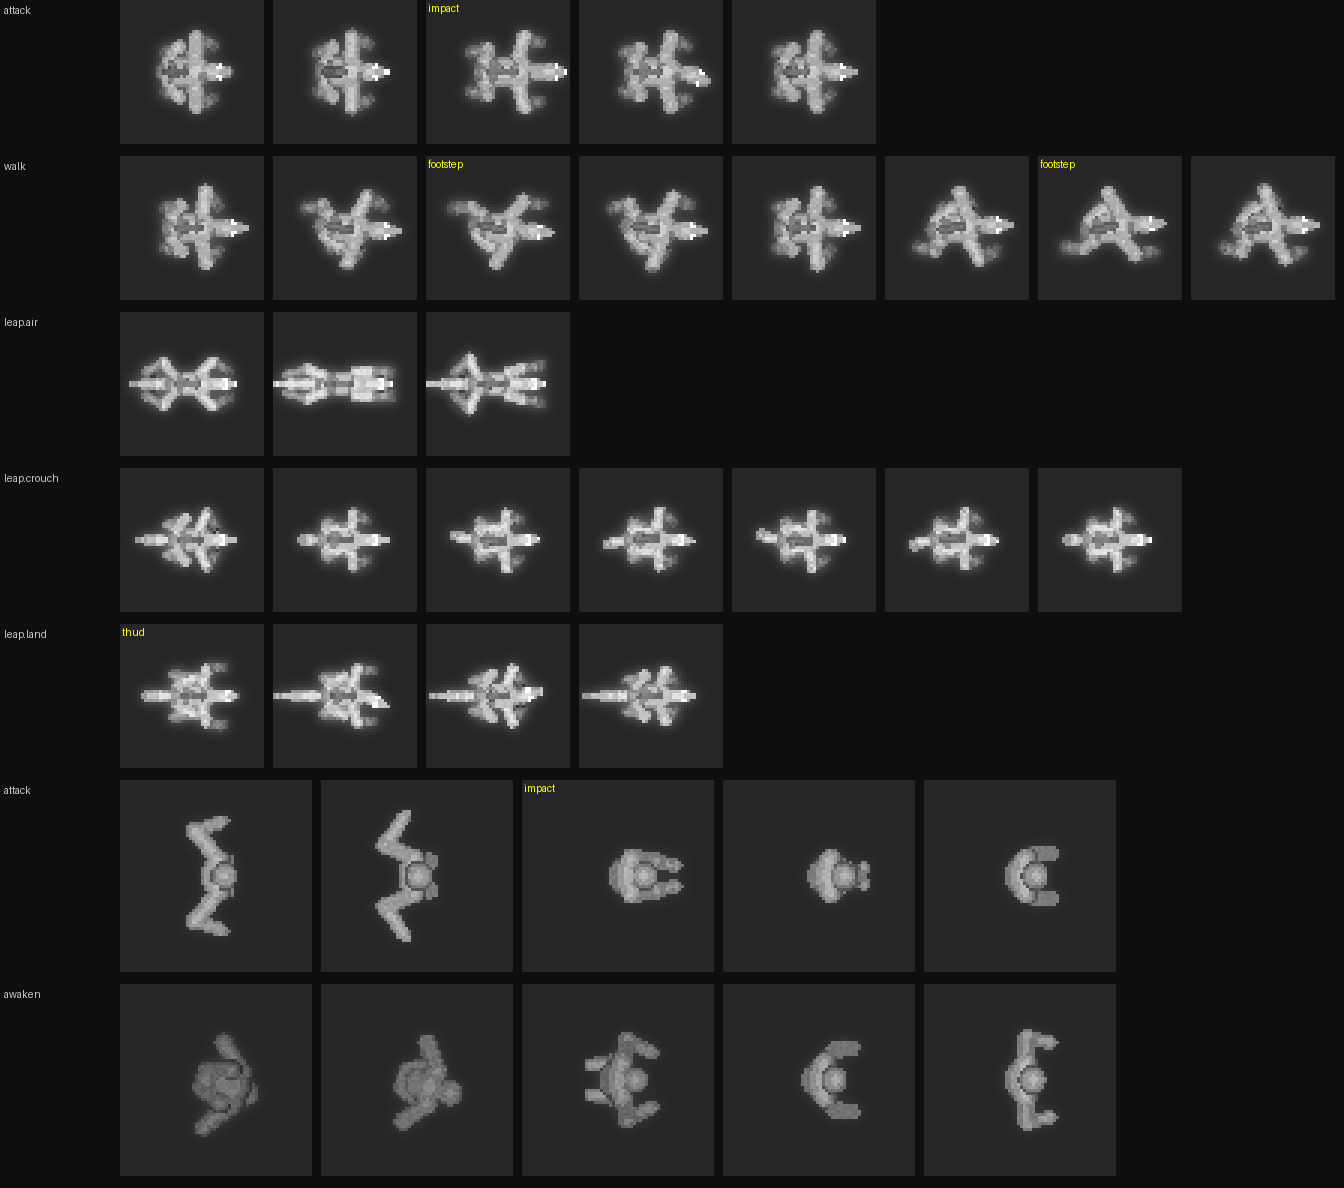 attack
impact
walk
footstep
footstep
leap.air
leap.crouch
leap.land
thud
attack
impact
awaken